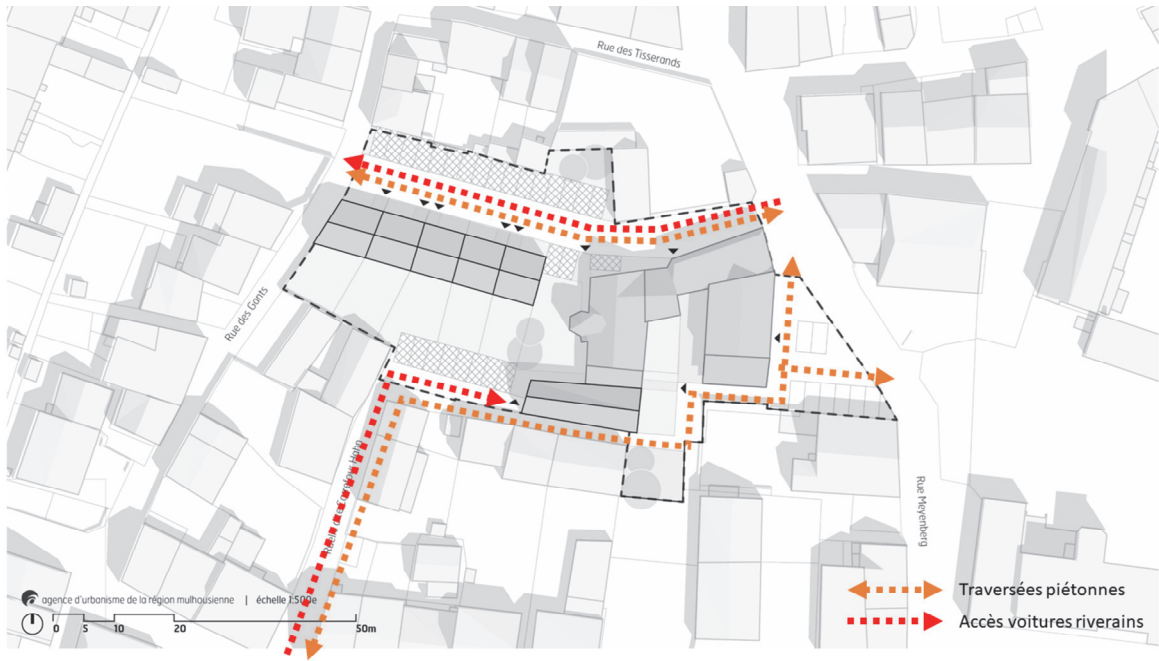 Rue des Tisserands
Rue des Gonts
Rue Meyenberg
agence d'urbanisme de la région mulhousienne | échelle 1:500e
0 5 10 20 50m
Traversées piétonnes
Accès voitures riverains